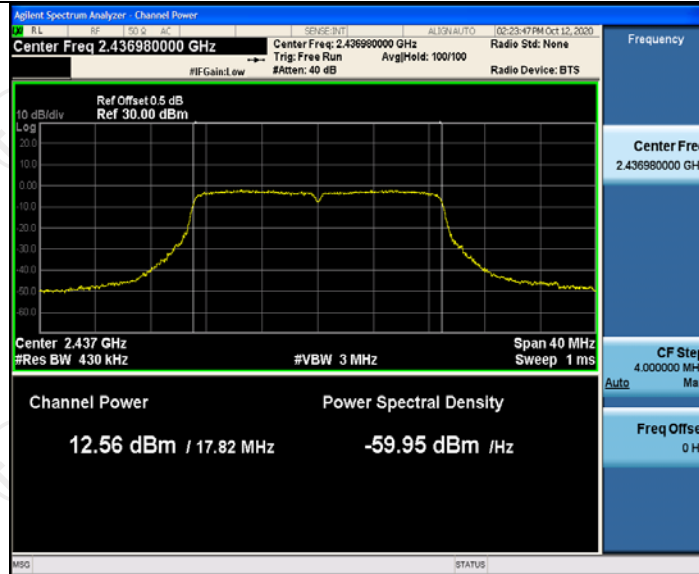 Agilent Spectrum Analyzer - Channel Power
RL RF 50 Ω AC SENSE:INT ALIGN AUTO 02:23:47 PM Oct 12, 2020
Center Freq 2.436980000 GHz
Center Freq: 2.436980000 GHz
Radio Std: None
Trig: Free Run Avg|Hold: 100/100
#IFGain:Low
#Atten: 40 dB
Radio Device: BTS
Frequency
Ref Offset 0.5 dB
10 dB/div Ref 30.00 dBm
Log
20.0
10.0
0.00
-10.0
-20.0
-30.0
-40.0
-50.0
-60.0
Center Fre
2.436980000 GH
Center 2.437 GHz Span 40 MHz
#Res BW 430 kHz #VBW 3 MHz Sweep 1 ms
CF Ste
4.000000 MH
Auto Ma
Channel Power Power Spectral Density
12.56 dBm / 17.82 MHz -59.95 dBm /Hz
Freq Offse
0 H
MSG STATUS